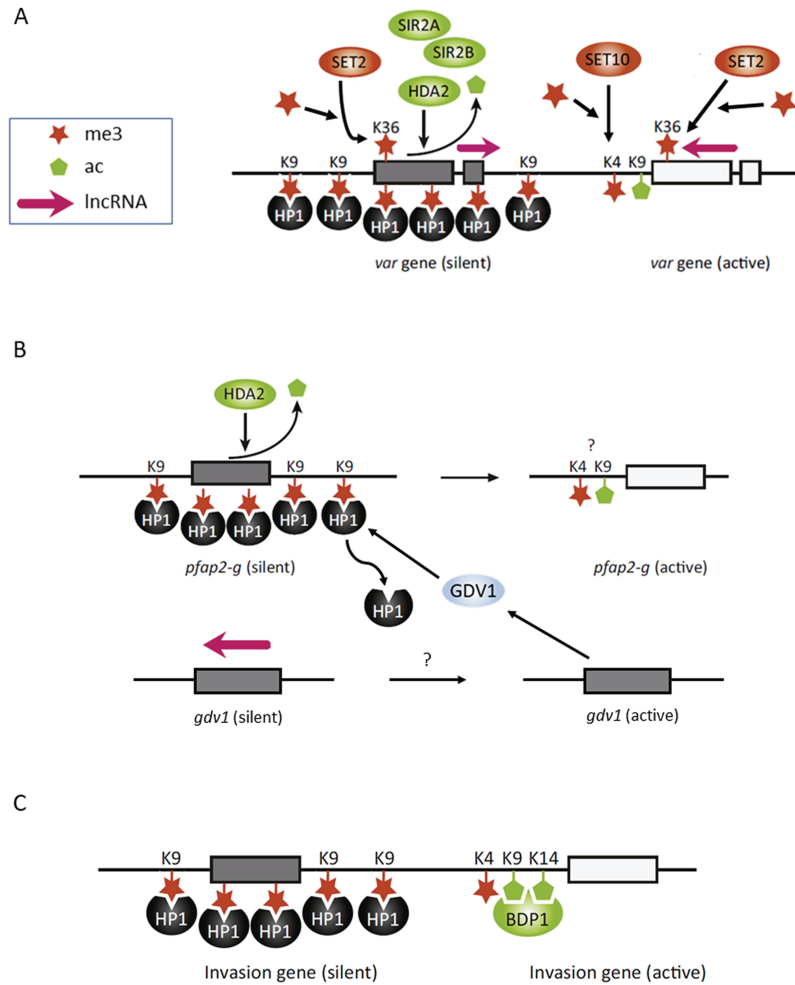 A
SIR2A
SIR2B
SET2
HDA2
SET10
SET2
me3
ac
lncRNA
K36
K36
K9 K9 K9 K4 K9
HP1 HP1 HP1 HP1 HP1 HP1
var gene (silent) var gene (active)
B
HDA2
?
K9 K9 K9 K4 K9
HP1 HP1 HP1 HP1 HP1
pfap2-g (silent) pfap2-g (active)
GDV1
HP1
?
gdv1 (silent) gdv1 (active)
C
K9 K9 K9 K4 K9 K14
HP1 HP1 HP1 HP1 HP1 BDP1
Invasion gene (silent) Invasion gene (active)